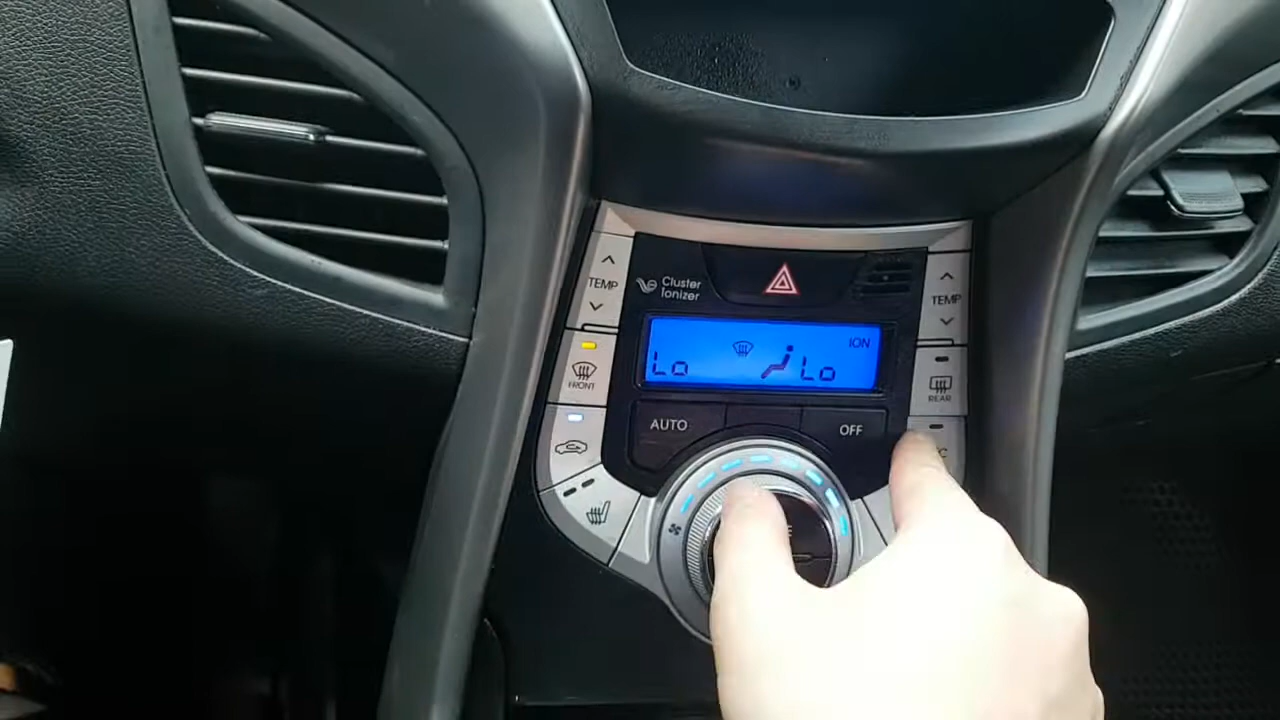 TEMP
Cluster
Ionizer
TEMP
FRONT
ION
Lo
Lo
REAR
AUTO
OFF